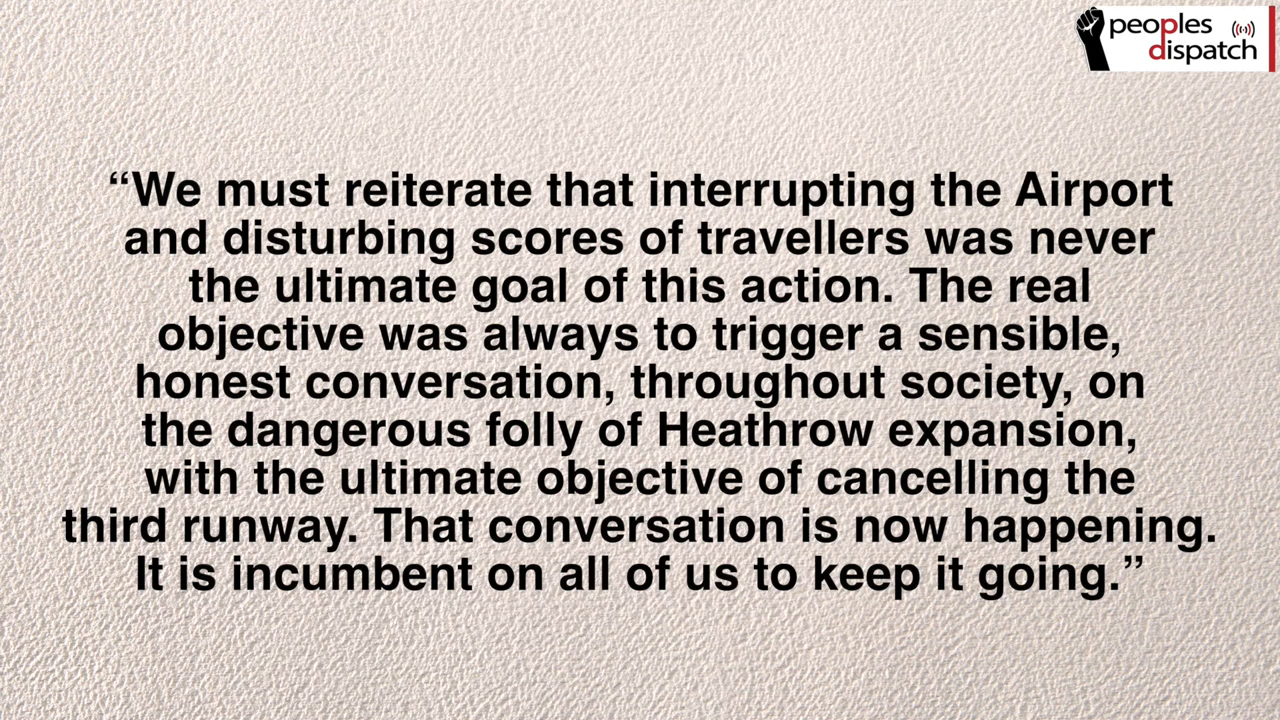 peoples
dispatch
“We must reiterate that interrupting the Airport
and disturbing scores of travellers was never
the ultimate goal of this action. The real
objective was always to trigger a sensible,
honest conversation, throughout society, on
the dangerous folly of Heathrow expansion,
with the ultimate objective of cancelling the
third runway. That conversation is now happening.
It is incumbent on all of us to keep it going.”